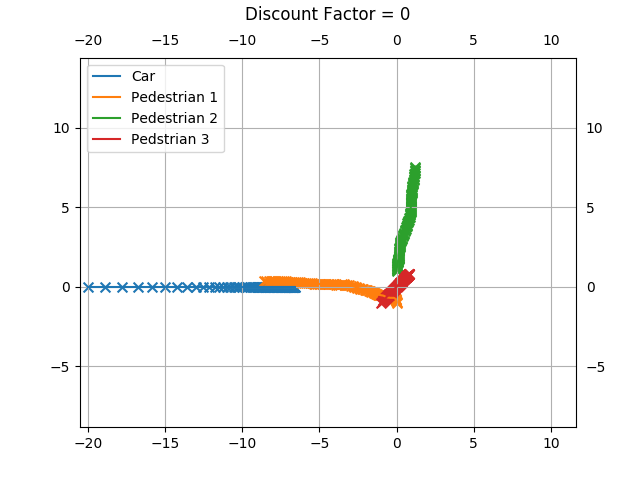 Discount Factor = 0
−20 −15 −10 −5 0 5 10
Car
Pedestrian 1
Pedestrian 2
Pedstrian 3
10 10
5 5
0 0
−5 −5
−20 −15 −10 −5 0 5 10